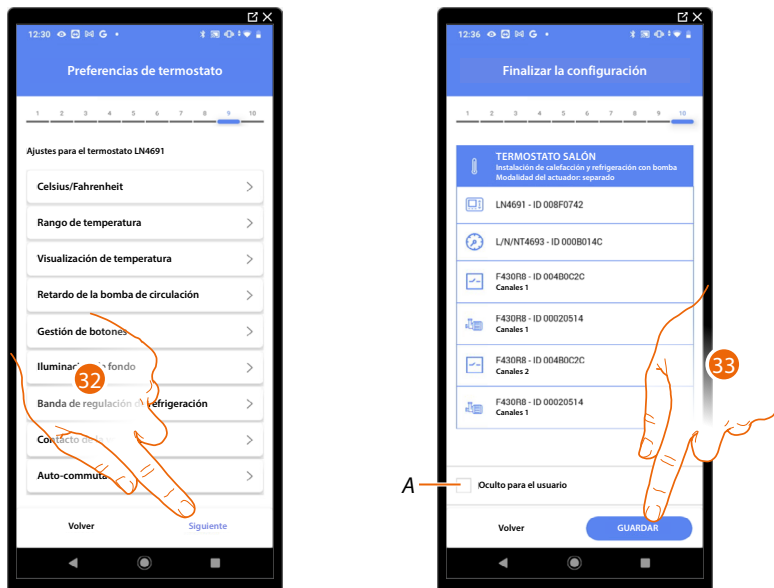 12:30 G
Preferencias de termostato
1 2 3 4 5 6 7 8 9 10
Ajustes para el termostato LN4691
Celsius/Fahrenheit
Rango de temperatura
Visualización de temperatura
Retardo de la bomba de circulación
Gestión de botones
de fondo
32
Banda de regulación refrigeración
Contacto de
Volver
Siguiente
12:36 G
Finalizar la configuración
1 2 3 4 5 6 7 8 9 10
TERMOSTATO SALÓN
Instalación de calefacción y refrigeración con bomba
Modalidad del actuador: separado
LN4691 - ID 008F0742
L/N/NT4693 - ID 000B014C
F430R8 - ID 004B0C2C
Canales 1
F430R8 - ID 00020514
Canales 1
F430R8 - ID 004B0C2C
Canales 2
F430R8 - ID 00020514
Canales 1
33
A
Oculto para el usuario
Volver
GUARDAR